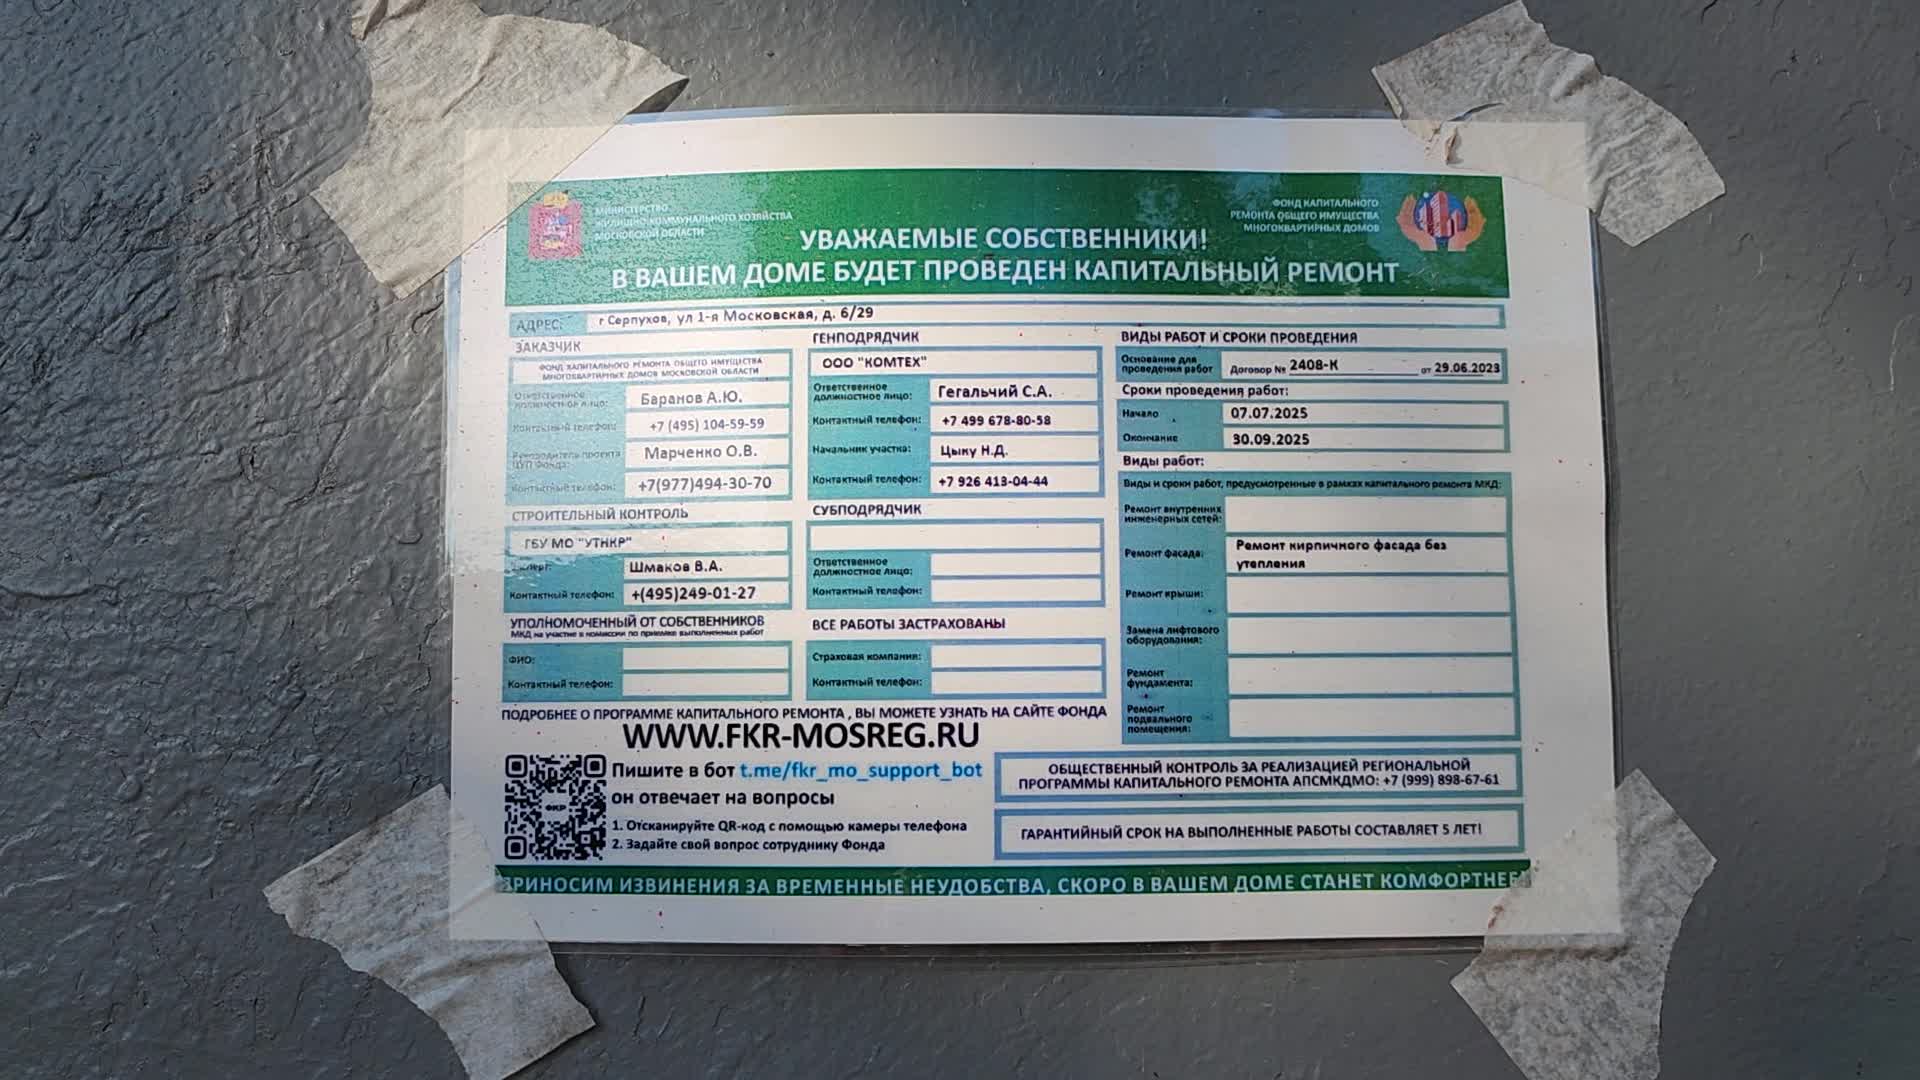 МИНИСТЕРСТВО
ЖИЛИЩНО-КОММУНАЛЬНОГО ХОЗЯЙСТВА
МОСКОВСКОЙ ОБЛАСТИ
ФОНД КАПИТАЛЬНОГО
РЕМОНТА ОБЩЕГО ИМУЩЕСТВА
МНОГОКВАРТИРНЫХ ДОМОВ
УВАЖАЕМЫЕ СОБСТВЕННИКИ!
В ВАШЕМ ДОМЕ БУДЕТ ПРОВЕДЕН КАПИТАЛЬНЫЙ РЕМОНТ
АДРЕС: г Серпухов, ул 1-я Московская, д. 6/29
ЗАКАЗЧИК
ФОНД КАПИТАЛЬНОГО РЕМОНТА ОБЩЕГО ИМУЩЕСТВА
МНОГОКВАРТИРНЫХ ДОМОВ МОСКОВСКОЙ ОБЛАСТИ
Ответственное
должностное лицо: Баранов А.Ю.
Контактный телефон: +7 (495) 104-59-59
Руководитель проекта
ЦУП Фонда: Марченко О.В.
Контактный телефон: +7(977)494-30-70
СТРОИТЕЛЬНЫЙ КОНТРОЛЬ
ГБУ МО "УТНКР"
Шмаков В.А.
Контактный телефон: +(495)249-01-27
УПОЛНОМОЧЕННЫЙ ОТ СОБСТВЕННИКОВ
МКД на участие в комиссии по приемке выполненных работ
ФИО:
Контактный телефон:
ГЕНПОДРЯДЧИК
ООО "КОМТЕХ"
Ответственное
должностное лицо: Гегальчий С.А.
Контактный телефон: +7 499 678-80-58
Начальник участка: Цыку Н.Д.
Контактный телефон: +7 926 413-04-44
СУБПОДРЯДЧИК
Ответственное
должностное лицо:
Контактный телефон:
ВСЕ РАБОТЫ ЗАСТРАХОВАНЫ
Страховая компания:
Контактный телефон:
ВИДЫ РАБОТ И СРОКИ ПРОВЕДЕНИЯ
Основание для
проведения работ Договор № 2408-К от 29.06.2023
Сроки проведения работ:
Начало 07.07.2025
Окончание 30.09.2025
Виды работ:
Виды и сроки работ, предусмотренные в рамках капитального ремонта МКД:
Ремонт внутренних
инженерных сетей:
Ремонт фасада: Ремонт кирпичного фасада без
утепления
Ремонт крыши:
Замена лифтового
оборудования:
Ремонт
фундамента:
Ремонт
подвального
помещения:
ПОДРОБНЕЕ О ПРОГРАММЕ КАПИТАЛЬНОГО РЕМОНТА , ВЫ МОЖЕТЕ УЗНАТЬ НА САЙТЕ ФОНДА
WWW.FKR-MOSREG.RU
ФКР
Пишите в бот t.me/fkr_mo_support_bot
он отвечает на вопросы
1. Отсканируйте QR-код с помощью камеры телефона
2. Задайте свой вопрос сотруднику Фонда
ОБЩЕСТВЕННЫЙ КОНТРОЛЬ ЗА РЕАЛИЗАЦИЕЙ РЕГИОНАЛЬНОЙ
ПРОГРАММЫ КАПИТАЛЬНОГО РЕМОНТА АПСМКДМО: +7 (999) 898-67-61
ГАРАНТИЙНЫЙ СРОК НА ВЫПОЛНЕННЫЕ РАБОТЫ СОСТАВЛЯЕТ 5 ЛЕТ!
ПРИНОСИМ ИЗВИНЕНИЯ ЗА ВРЕМЕННЫЕ НЕУДОБСТВА, СКОРО В ВАШЕМ ДОМЕ СТАНЕТ КОМФОРТНЕЕ!